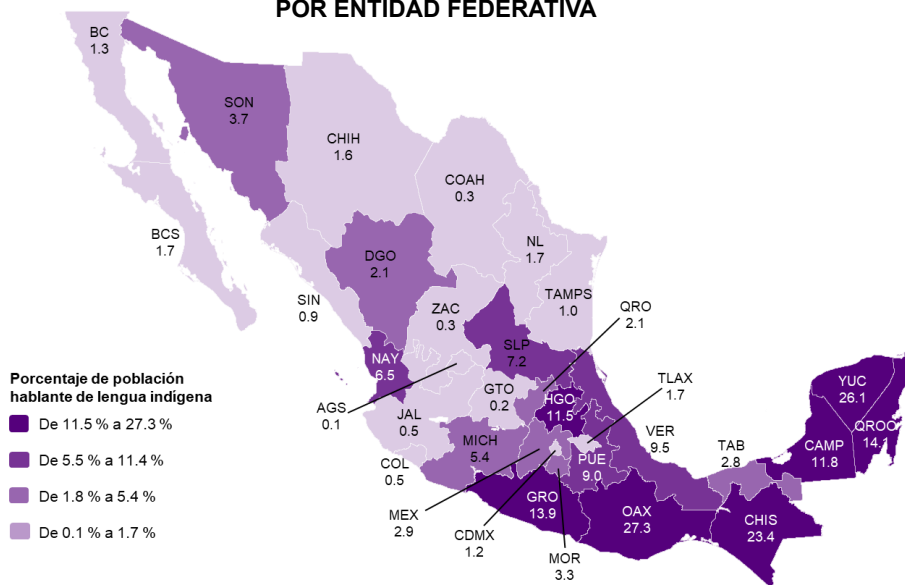 POR ENTIDAD FEDERATIVA
BC
1.3
SON
3.7
CHIH
1.6
COAH
0.3
BCS
1.7
NL
1.7
DGO
2.1
SIN
0.9
ZAC
0.3
TAMPS
1.0
QRO
2.1
SLP
7.2
NAY
6.5
TLAX
1.7
YUC
26.1
AGS
0.1
GTO
0.2
HGO
11.5
JAL
0.5
VER
9.5
QROO
14.1
MICH
5.4
TAB
2.8
CAMP
11.8
COL
0.5
PUE
9.0
MEX
2.9
GRO
13.9
OAX
27.3
CHIS
23.4
CDMX
1.2
MOR
3.3
Porcentaje de población
hablante de lengua indígena
De 11.5 % a 27.3 %
De 5.5 % a 11.4 %
De 1.8 % a 5.4 %
De 0.1 % a 1.7 %